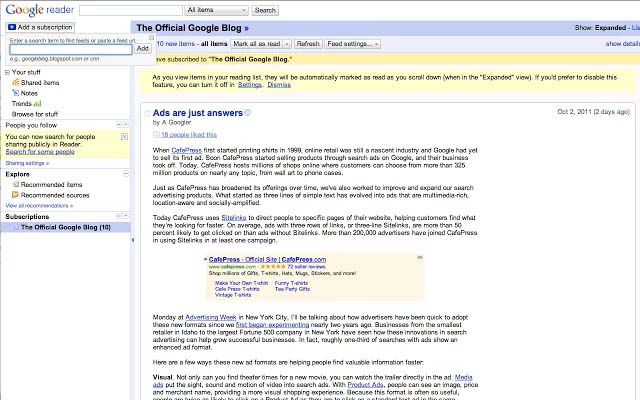 Google reader
All items
Search
Add a subscription
Enter a search term to find feeds or paste a feed url.
Add
e.g., googleblog.blogspot.com or cnn
Your stuff
Shared items
Notes
Trends
Browse for stuff
People you follow
You can now search for people
sharing publicly in Reader.
Search for some people
Sharing settings »
Explore
Recommended items
Recommended sources
View all recommendations »
Subscriptions
The Official Google Blog (10)
The Official Google Blog »
Show: Expanded - Lis
10 new items - all items
Mark all as read
Refresh
Feed settings...
show details
ve subscribed to "The Official Google Blog."
As you view items in your reading list, they will be automatically marked as read as you scroll down (when in the "Expanded" view). If you'd prefer to disable this
feature, you can turn it off in Settings. Dismiss
Ads are just answers
Oct 2, 2011 (2 days ago)
by A Googler
18 people liked this
When CafePress first started printing shirts in 1999, online retail was still a nascent industry and Google had yet
to sell its first ad. Soon CafePress started selling products through search ads on Google, and their business
took off. Today, CafePress hosts millions of shops online where customers can choose from more than 325
million products on nearly any topic, from wall art to phone cases.
Just as CafePress has broadened its offerings over time, we've also worked to improve and expand our search
advertising products. What started as three lines of simple text has evolved into ads that are multimedia-rich,
location-aware and socially-amplified.
Today CafePress uses Sitelinks to direct people to specific pages of their website, helping customers find what
they're looking for faster. On average, ads with three rows of links, or three-line Sitelinks, are more than 50
percent likely to get clicked on than ads without Sitelinks. More than 200,000 advertisers have joined CafePress
in using Sitelinks in at least one campaign.
CafePress - Official Site | CafePress.com
Ad
www.cafepress.com - 72 seller reviews
Shop millions of Gifts, T-shirts, Hats, Mugs, Stickers, and more!
Make Your Own T-shirt Funny T-shirts
Cafe Press T-shirts Tea Party Gifts
Vintage T-shirts
Monday at Advertising Week in New York City, I'll be talking about how advertisers have been quick to adopt
these new formats since we first began experimenting nearly two years ago. Businesses from the smallest
retailer in Idaho to the largest Fortune 500 company in New York have seen how these innovations in search
advertising can help grow successful businesses. In fact, roughly one-third of searches with ads show an
enhanced ad format.
Here are a few ways these new ad formats are helping people find valuable information faster:
Visual. Not only can you find theater times for a new movie, you can watch the trailer directly in the ad. Media
ads put the sight, sound and motion of video into search ads. With Product Ads, people can see an image, price
and merchant name, providing a more visual shopping experience. Because this format is often so useful,
people are twice as likely to click on a Product Ad as they are to click on a standard text ad in the same